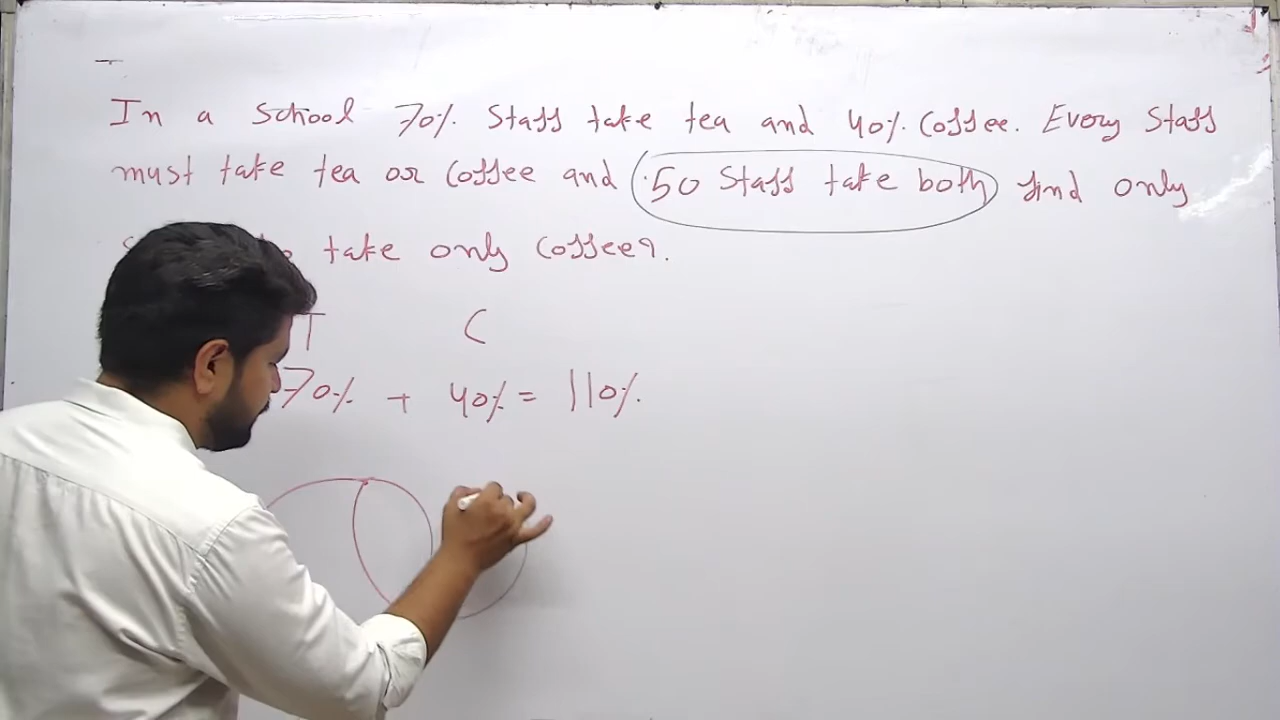 In a school 70% staff take tea and 40% coffee. Every staff
must take tea or coffee and 50 staff take both find only
take only coffee?.
T C
70% + 40% = 110%